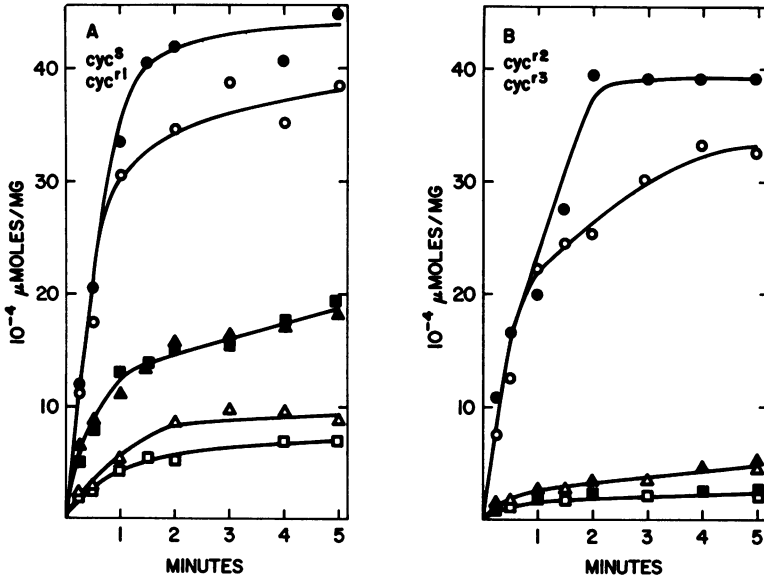 A
cyc^s
cyc^r1
40
30
20
10
10⁻⁴ μMOLES/MG
1 2 3 4 5
MINUTES
B
cyc^r2
cyc^r3
40
30
20
10
10⁻⁴ μMOLES/MG
1 2 3 4 5
MINUTES